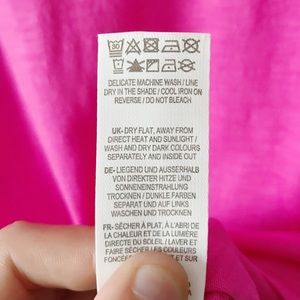 30
DELICATE MACHINE WASH / LINE
DRY IN THE SHADE / COOL IRON ON
REVERSE / DO NOT BLEACH
UK- DRY FLAT, AWAY FROM
DIRECT HEAT AND SUNLIGHT /
WASH AND DRY DARK COLOURS
SEPARATELY AND INSIDE OUT
DE- LIEGEND UND AUSSERHALB
VON DIREKTER HITZE UND
SONNENEINSTRAHLUNG
TROCKNEN / DUNKLE FARBEN
SEPARAT UND AUF LINKS
WASCHEN UND TROCKNEN
FR- SÉCHER À PLAT, À L'ABRI DE
LA CHALEUR ET DE LA LUMIÈRE
DIRECTE DU SOLEIL / LAVER ET
FAIRE SÉCHER LES COULEURS
FONCÉES